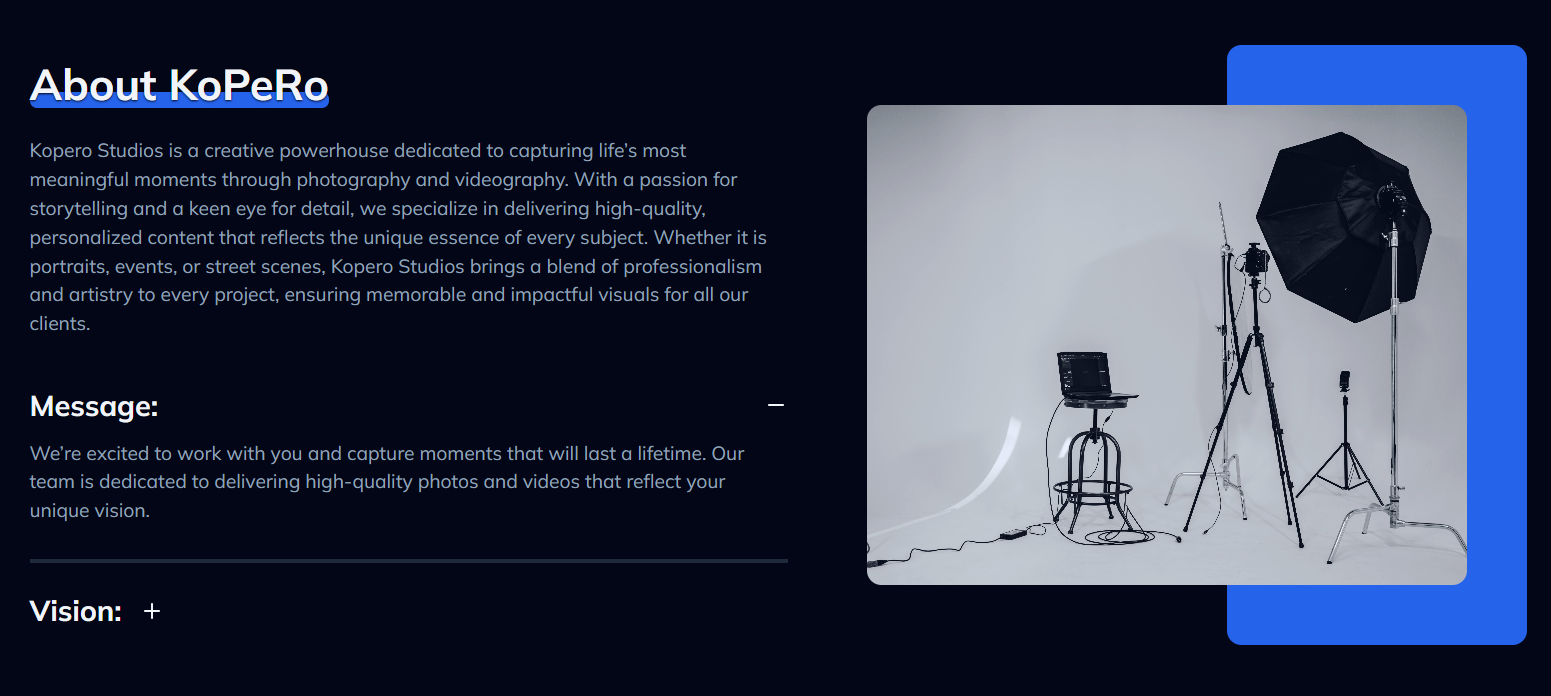 About KoPeRo
Kopero Studios is a creative powerhouse dedicated to capturing life’s most
meaningful moments through photography and videography. With a passion for
storytelling and a keen eye for detail, we specialize in delivering high-quality,
personalized content that reflects the unique essence of every subject. Whether it is
portraits, events, or street scenes, Kopero Studios brings a blend of professionalism
and artistry to every project, ensuring memorable and impactful visuals for all our
clients.
Message:
We’re excited to work with you and capture moments that will last a lifetime. Our
team is dedicated to delivering high-quality photos and videos that reflect your
unique vision.
Vision: